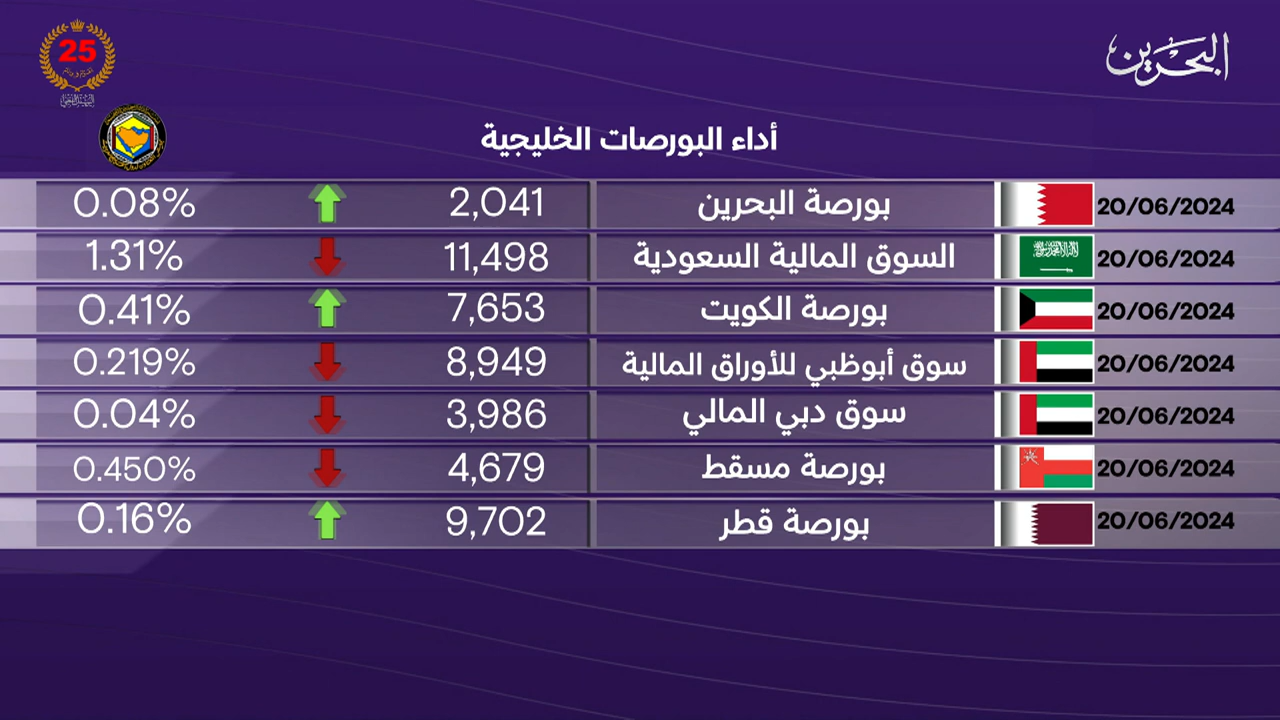 البحرين
25
أداء البورصات الخليجية
20/06/2024 بورصة البحرين 2,041 0.08%
20/06/2024 السوق المالية السعودية 11,498 1.31%
20/06/2024 بورصة الكويت 7,653 0.41%
20/06/2024 سوق أبوظبي للأوراق المالية 8,949 0.219%
20/06/2024 سوق دبي المالي 3,986 0.04%
20/06/2024 بورصة مسقط 4,679 0.450%
20/06/2024 بورصة قطر 9,702 0.16%